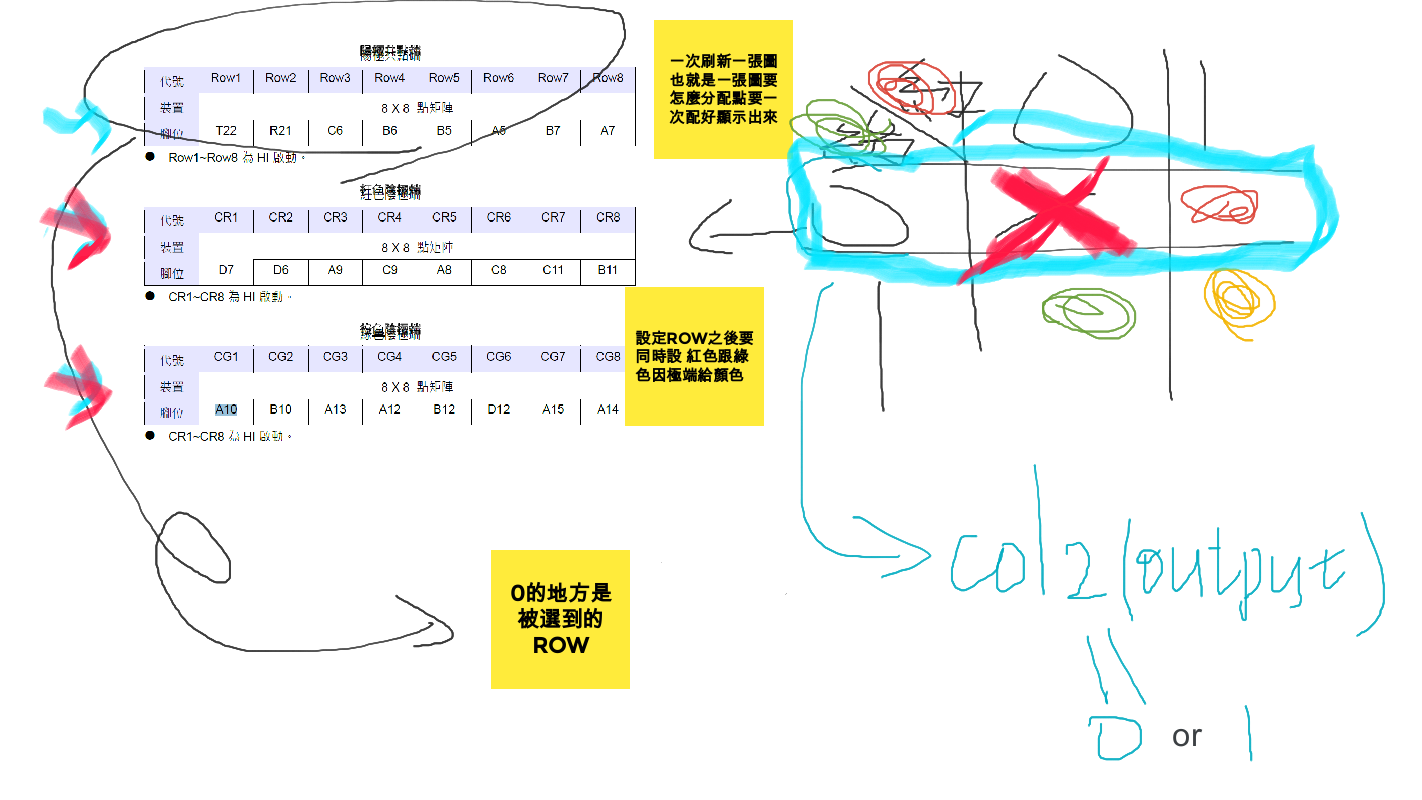 陽極共點端
代號 Row1 Row2 Row3 Row4 Row5 Row6 Row7 Row8
裝置 8 X 8 點矩陣
腳位 T22 R21 C6 B6 B5 A5 B7 A7
● Row1~Row8 為 HI 啟動。
紅色陰極端
代號 CR1 CR2 CR3 CR4 CR5 CR6 CR7 CR8
裝置 8 X 8 點矩陣
腳位 D7 D6 A9 C9 A8 C8 C11 B11
● CR1~CR8 為 HI 啟動。
綠色陰極端
代號 CG1 CG2 CG3 CG4 CG5 CG6 CG7 CG8
裝置 8 X 8 點矩陣
腳位 A10 B10 A13 A12 B12 D12 A15 A14
● CR1~CR8 為 HI 啟動。
一次刷新一張圖
也就是一張圖要
怎麼分配點要一
次配好顯示出來
設定ROW之後要
同時設 紅色跟綠
色因極端給顏色
0的地方是
被選到的
ROW
col2(output)
0 or 1